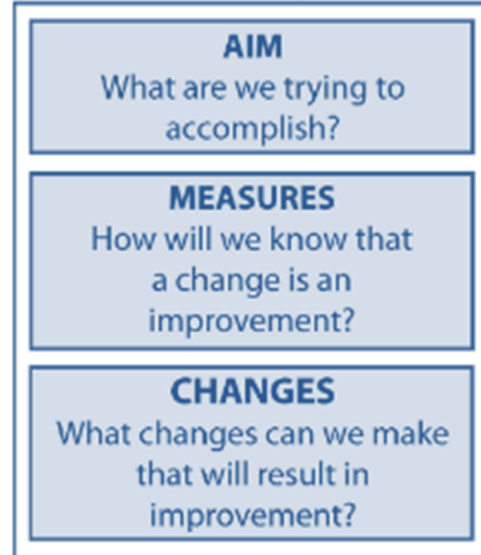 AIM
What are we trying to
accomplish?
MEASURES
How will we know that
a change is an
improvement?
CHANGES
What changes can we make
that will result in
improvement?